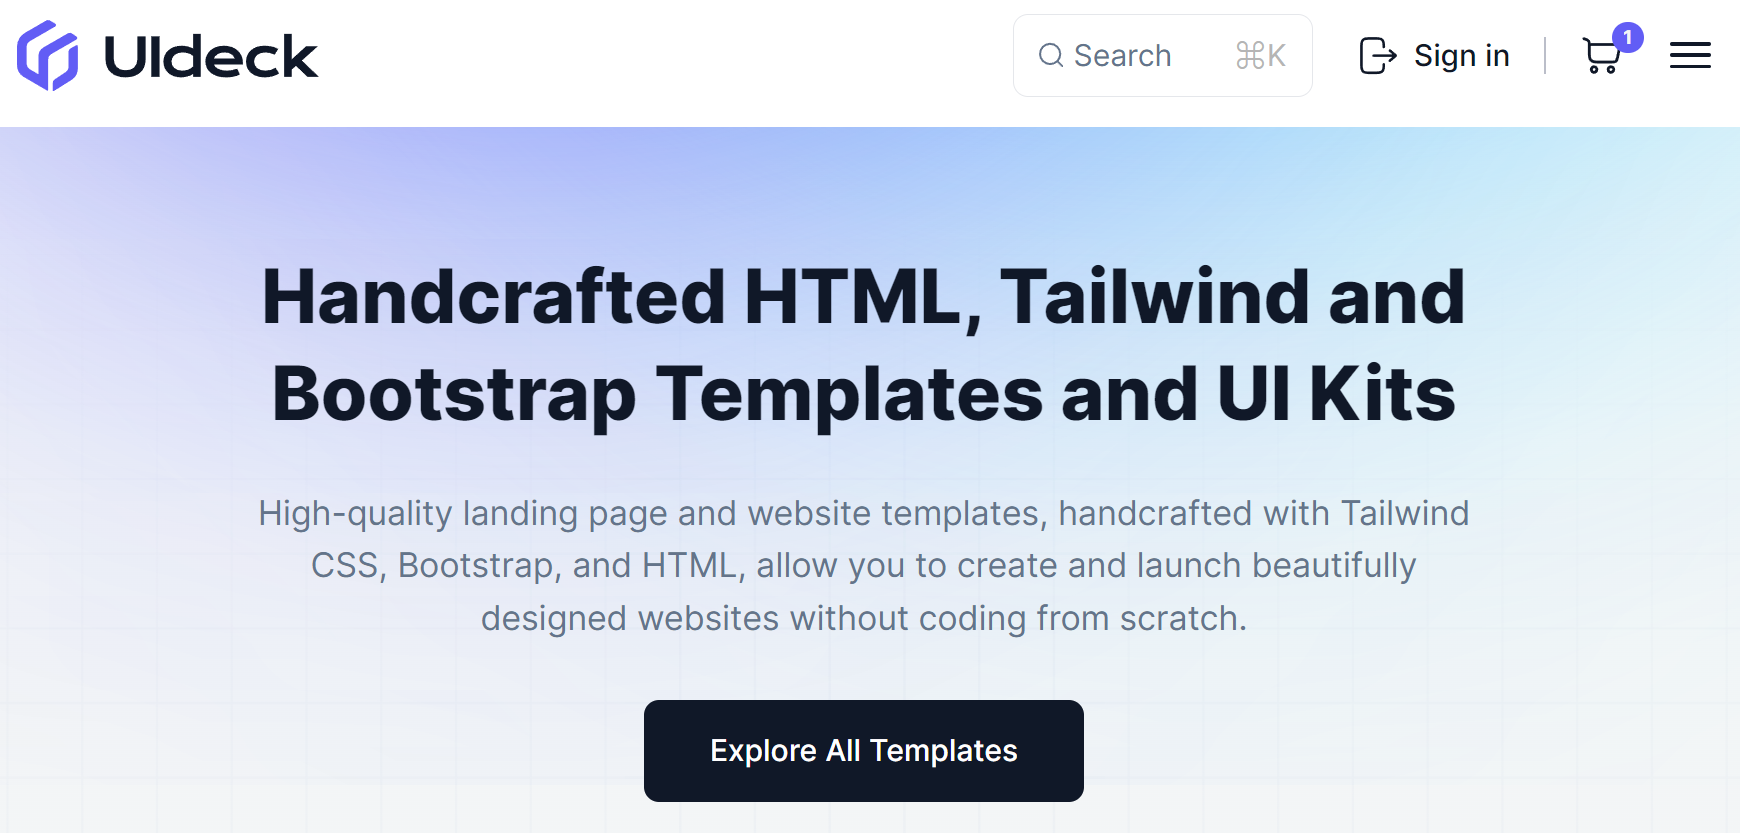 UIdeck
Search ⌘K
Sign in
1
Handcrafted HTML, Tailwind and
Bootstrap Templates and UI Kits
High-quality landing page and website templates, handcrafted with Tailwind
CSS, Bootstrap, and HTML, allow you to create and launch beautifully
designed websites without coding from scratch.
Explore All Templates